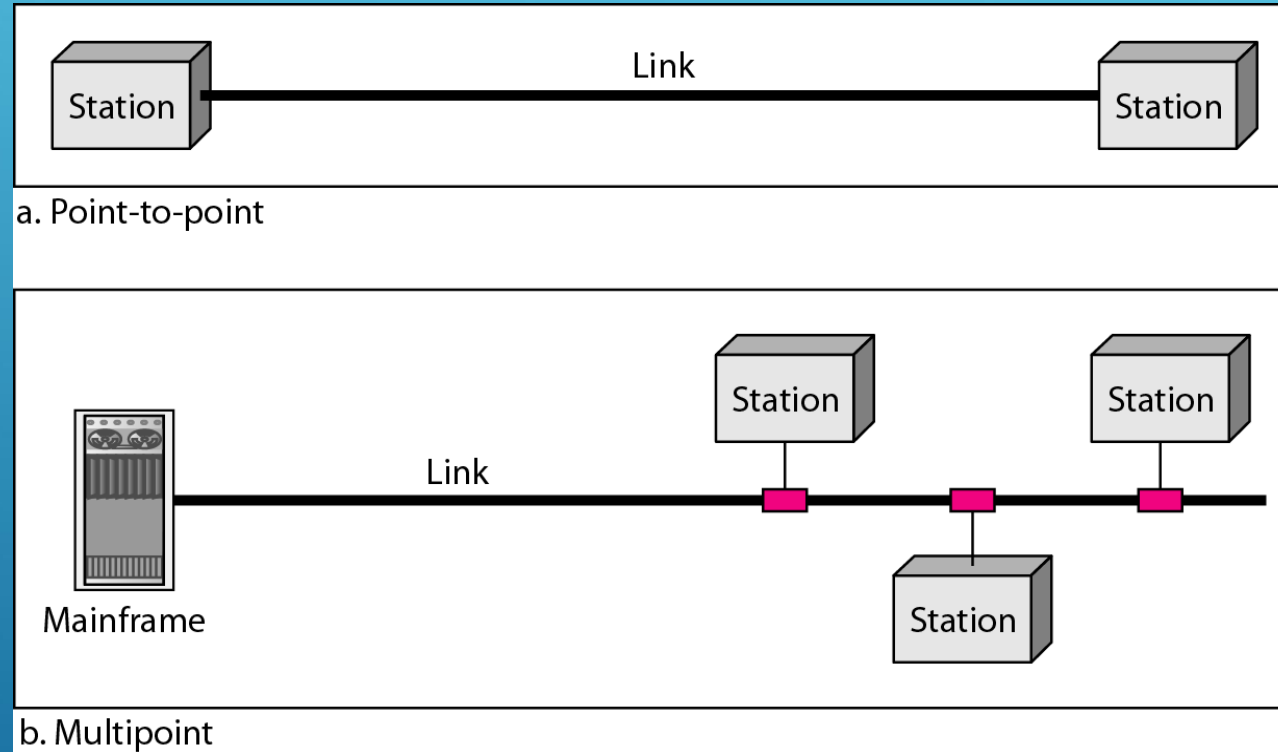 Link
Station
Station
a. Point-to-point
Station
Station
Link
Station
Mainframe
b. Multipoint